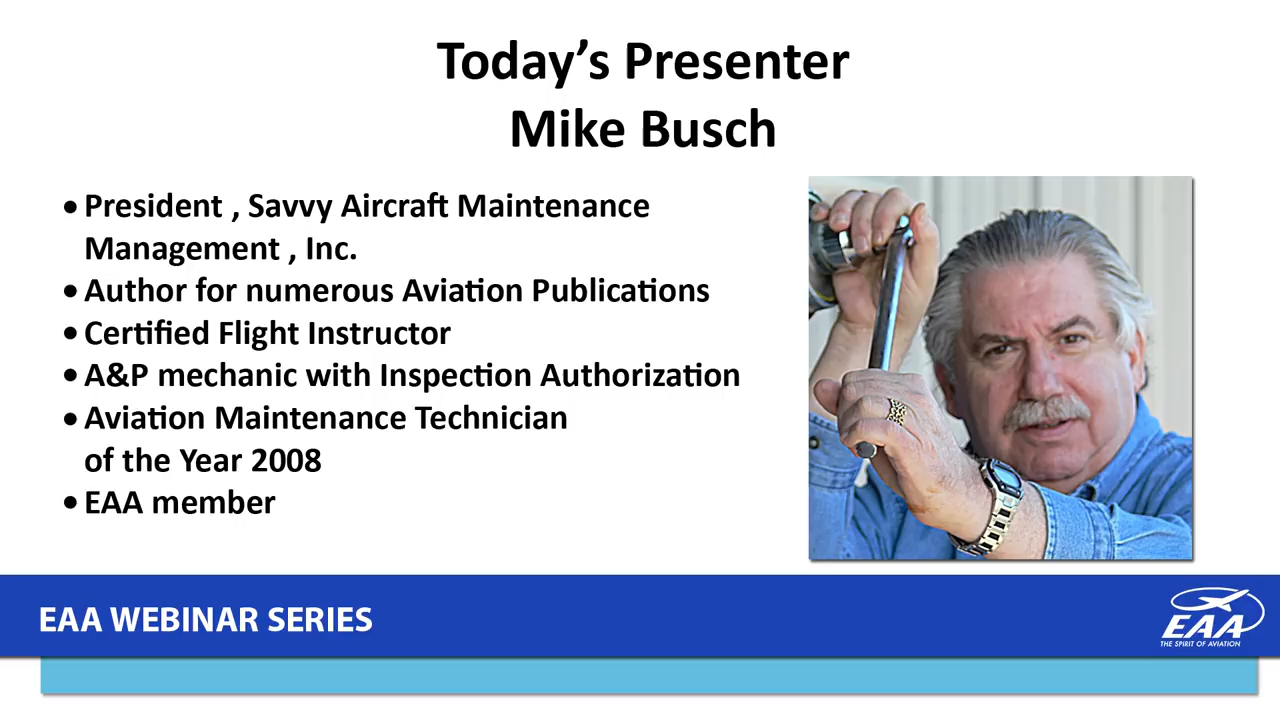 Today’s Presenter
Mike Busch
• President , Savvy Aircraft Maintenance
Management , Inc.
• Author for numerous Aviation Publications
• Certified Flight Instructor
• A&P mechanic with Inspection Authorization
• Aviation Maintenance Technician
of the Year 2008
• EAA member
EAA WEBINAR SERIES
EAA
THE SPIRIT OF AVIATION